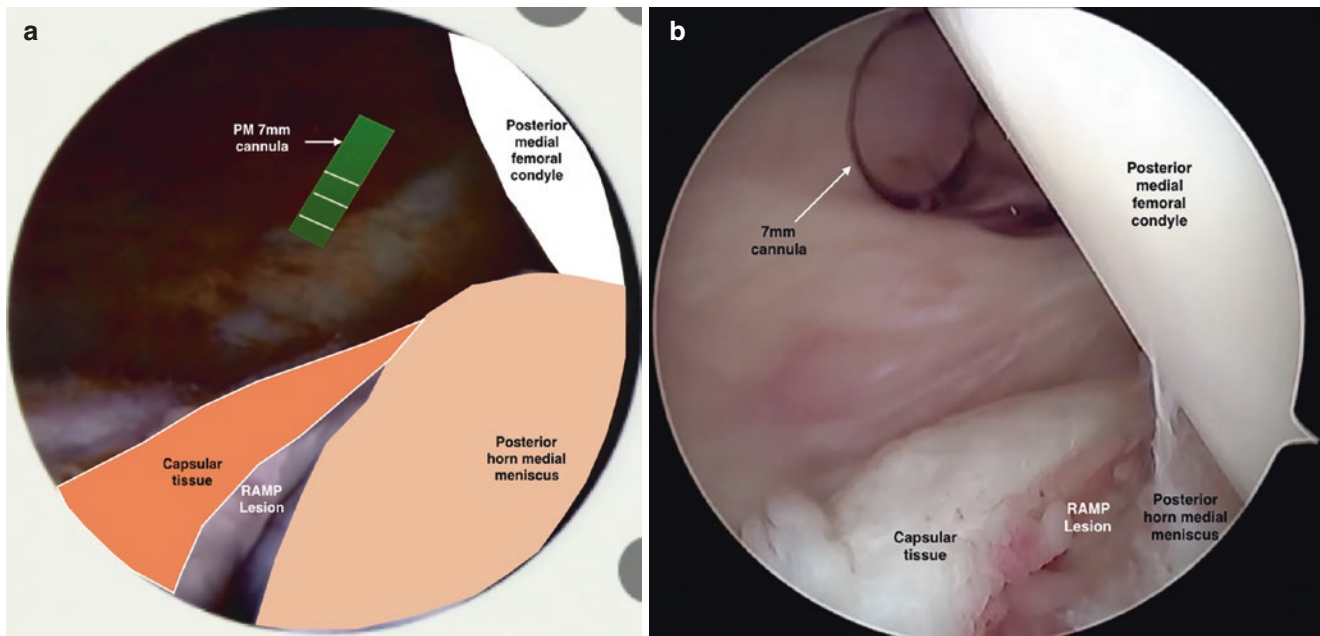 a
PM 7mm
cannula
Posterior
medial
femoral
condyle
Capsular
tissue
RAMP
Lesion
Posterior
horn medial
meniscus
b
7mm
cannula
Posterior
medial
femoral
condyle
Capsular
tissue
RAMP
Lesion
Posterior
horn medial
meniscus